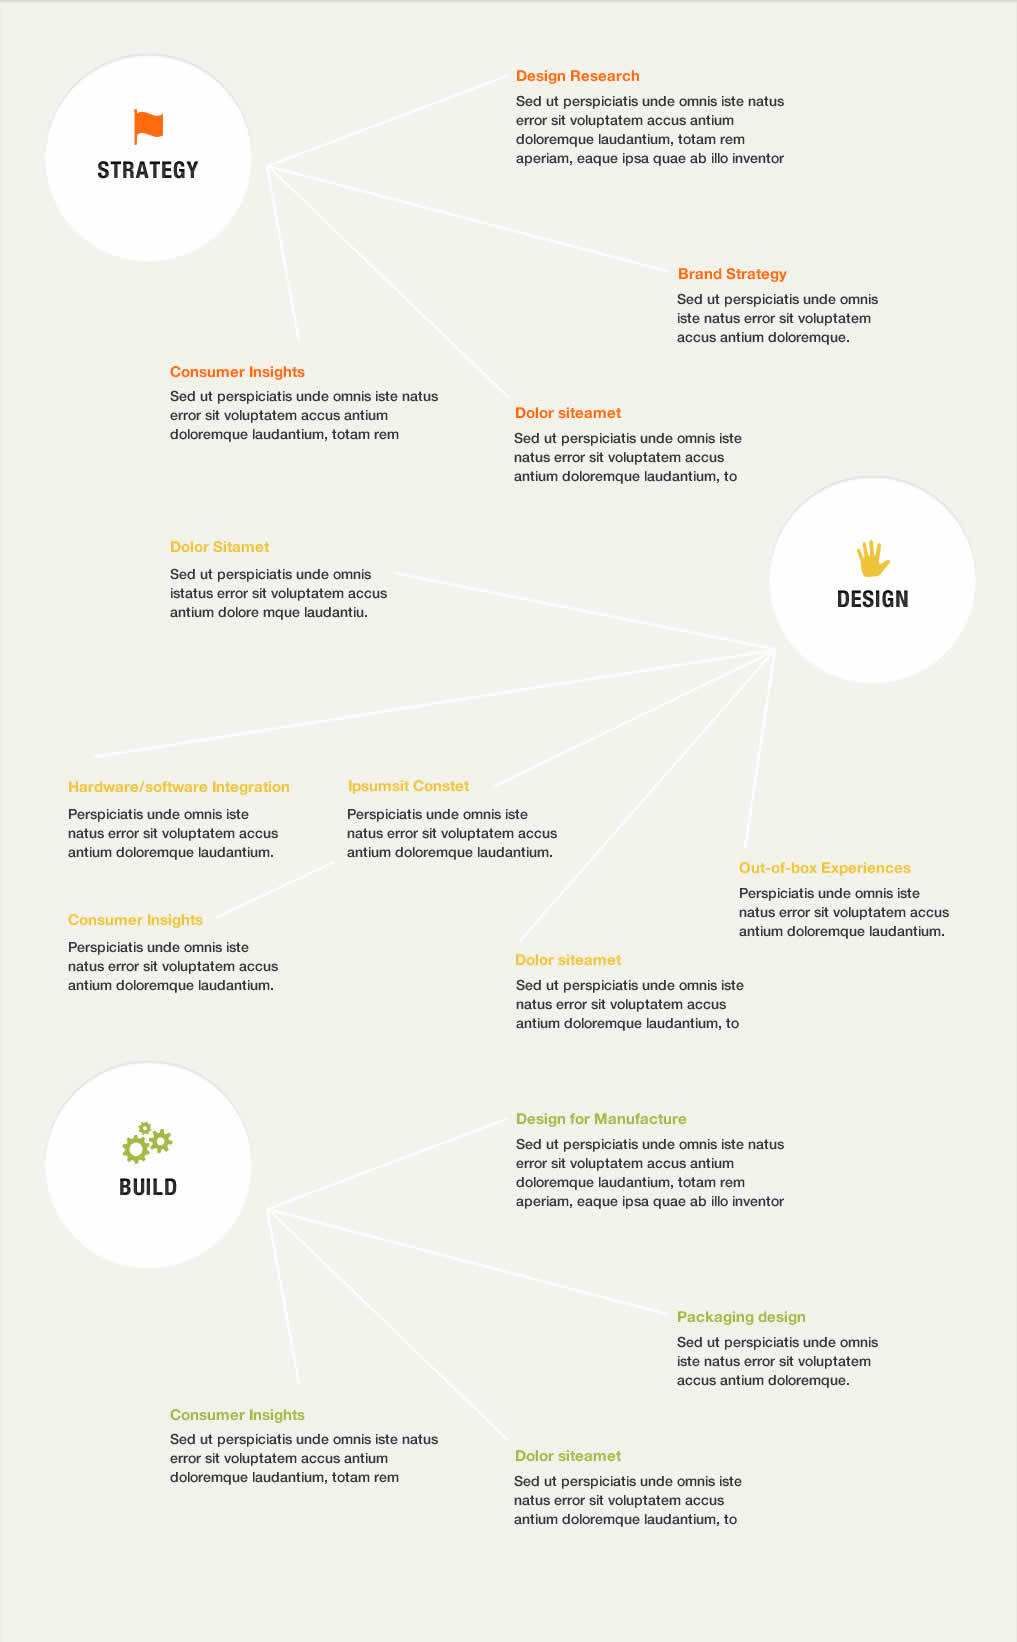 STRATEGY
Design Research
Sed ut perspiciatis unde omnis iste natus
error sit voluptatem accus antium
doloremque laudantium, totam rem
aperiam, eaque ipsa quae ab illo inventor
Brand Strategy
Sed ut perspiciatis unde omnis
iste natus error sit voluptatem
accus antium doloremque.
Consumer Insights
Sed ut perspiciatis unde omnis iste natus
error sit voluptatem accus antium
doloremque laudantium, totam rem
Dolor siteamet
Sed ut perspiciatis unde omnis iste
natus error sit voluptatem accus
antium doloremque laudantium, to
DESIGN
Dolor Sitamet
Sed ut perspiciatis unde omnis
istatus error sit voluptatem accus
antium dolore mque laudantiu.
Hardware/software Integration
Perspiciatis unde omnis iste
natus error sit voluptatem accus
antium doloremque laudantium.
Ipsumsit Constet
Perspiciatis unde omnis iste
natus error sit voluptatem accus
antium doloremque laudantium.
Out-of-box Experiences
Perspiciatis unde omnis iste
natus error sit voluptatem accus
antium doloremque laudantium.
Consumer Insights
Perspiciatis unde omnis iste
natus error sit voluptatem accus
antium doloremque laudantium.
Dolor siteamet
Sed ut perspiciatis unde omnis iste
natus error sit voluptatem accus
antium doloremque laudantium, to
BUILD
Design for Manufacture
Sed ut perspiciatis unde omnis iste natus
error sit voluptatem accus antium
doloremque laudantium, totam rem
aperiam, eaque ipsa quae ab illo inventor
Packaging design
Sed ut perspiciatis unde omnis
iste natus error sit voluptatem
accus antium doloremque.
Consumer Insights
Sed ut perspiciatis unde omnis iste natus
error sit voluptatem accus antium
doloremque laudantium, totam rem
Dolor siteamet
Sed ut perspiciatis unde omnis iste
natus error sit voluptatem accus
antium doloremque laudantium, to